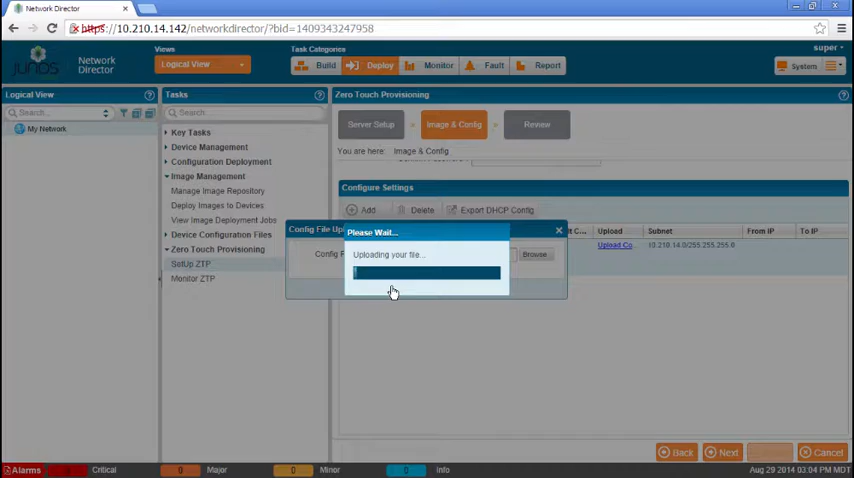 Network Director
https://10.210.14.142/networkdirector/?bid=1409343247958
super
JUNOS
Network
Director
Views
Logical View
Task Categories
Build
Deploy
Monitor
Fault
Report
System
Logical View
Tasks
Zero Touch Provisioning
Search...
Search...
My Network
Key Tasks
Device Management
Configuration Deployment
Image Management
Manage Image Repository
Deploy Images to Devices
View Image Deployment Jobs
Device Configuration Files
Zero Touch Provisioning
SetUp ZTP
Monitor ZTP
Server Setup
Image & Config
Review
You are here: Image & Config
Configure Settings
Add
Delete
Export DHCP Config
Upload
Subnet
From IP
To IP
Upload Co...
10.210.14.0/255.255.255.0
Config File Up
Config F
Browse
Please Wait...
Uploading your file...
Back
Next
Cancel
Alarms
0
Critical
0
Major
0
Minor
0
Info
Aug 29 2014 03:04 PM MDT